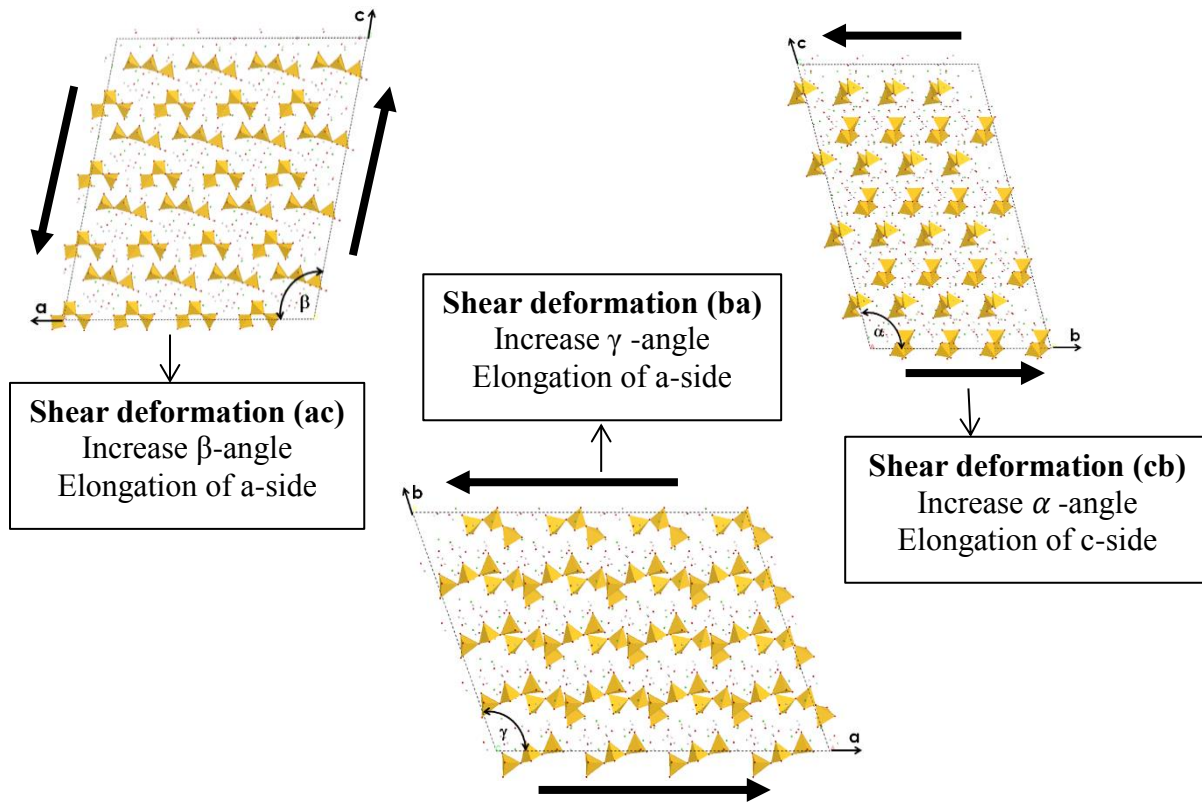 c
a
β
Shear deformation (ac)
Increase β-angle
Elongation of a-side
Shear deformation (ba)
Increase γ -angle
Elongation of a-side
b
a
γ
c
b
α
Shear deformation (cb)
Increase α -angle
Elongation of c-side